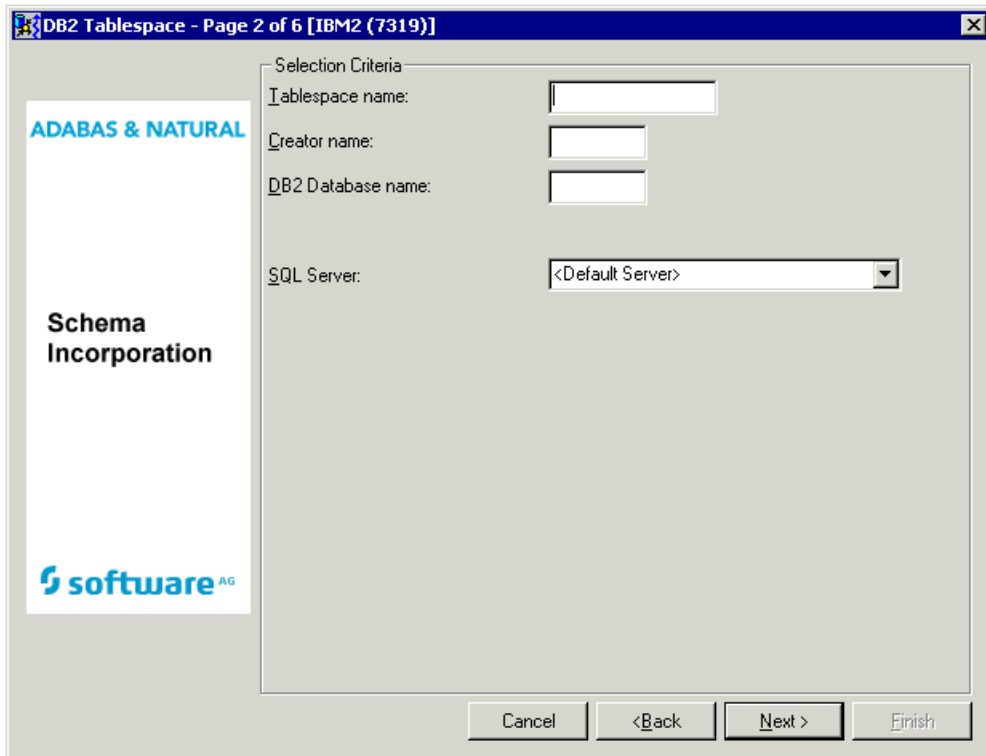 DB2 Tablespace - Page 2 of 6 [IBM2 (7319)]
ADABAS & NATURAL
Schema
Incorporation
software AG
Selection Criteria
Tablespace name:
Creator name:
DB2 Database name:
SQL Server: <Default Server>
Cancel <Back Next > Finish